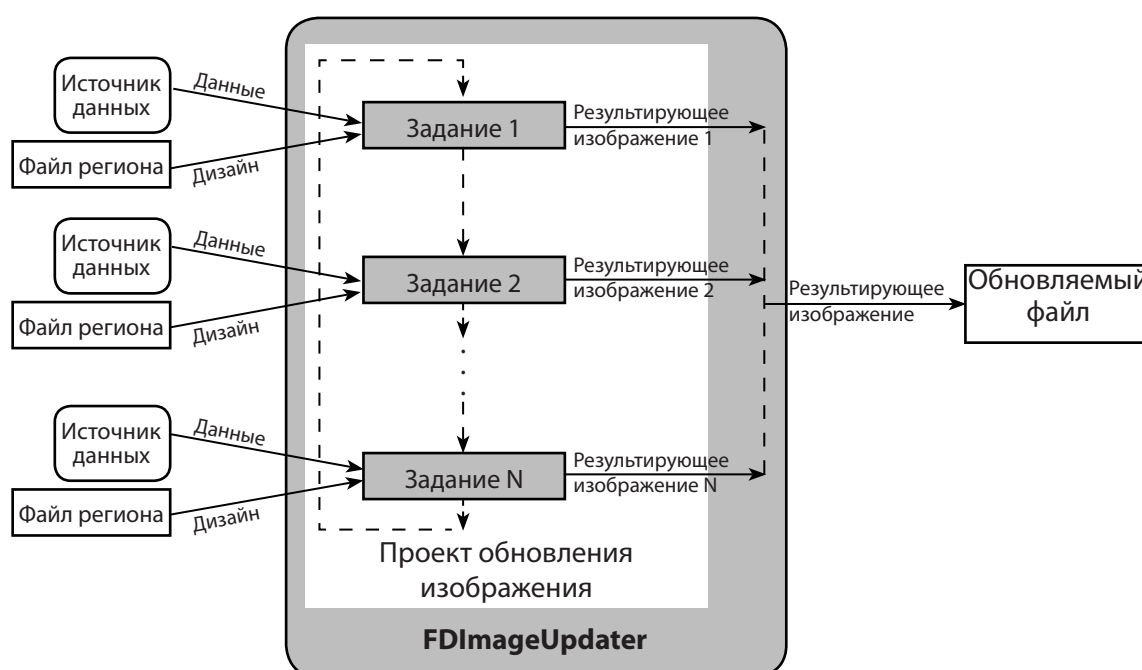 Источник
данных
Данные
Файл региона
Дизайн
Задание 1
Результирующее
изображение 1
Источник
данных
Данные
Файл региона
Дизайн
Задание 2
Результирующее
изображение 2
Результирующее
изображение
Обновляемый
файл
Источник
данных
Данные
Файл региона
Дизайн
Задание N
Результирующее
изображение N
Проект обновления
изображения
FDImageUpdater